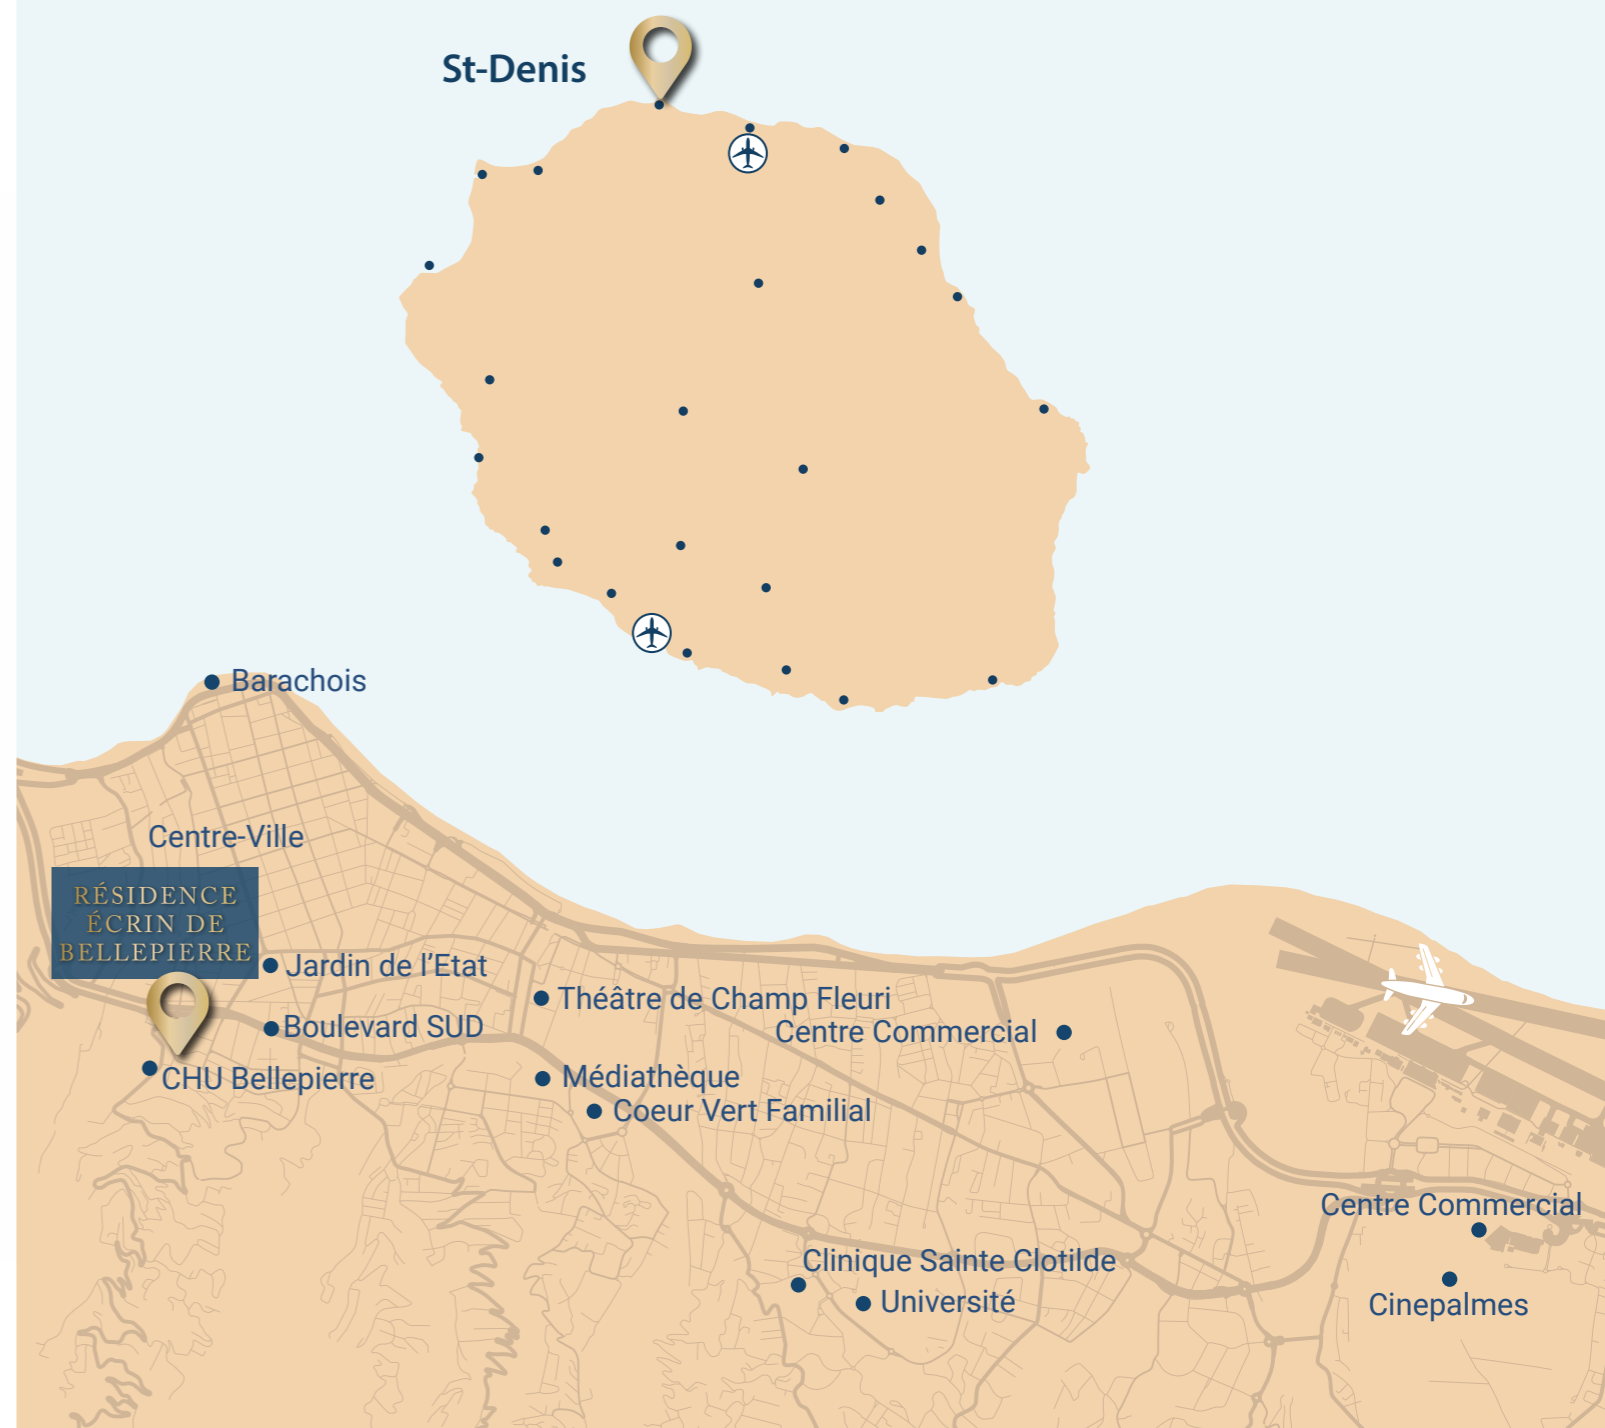 St-Denis
Barachois
Centre-Ville
RÉSIDENCE
ÉCRIN DE
BELLEPIERRE
Jardin de l'Etat
Théâtre de Champ Fleuri
Boulevard SUD
Centre Commercial
CHU Bellepierre
Médiathèque
Coeur Vert Familial
Centre Commercial
Clinique Sainte Clotilde
Université
Cinepalmes